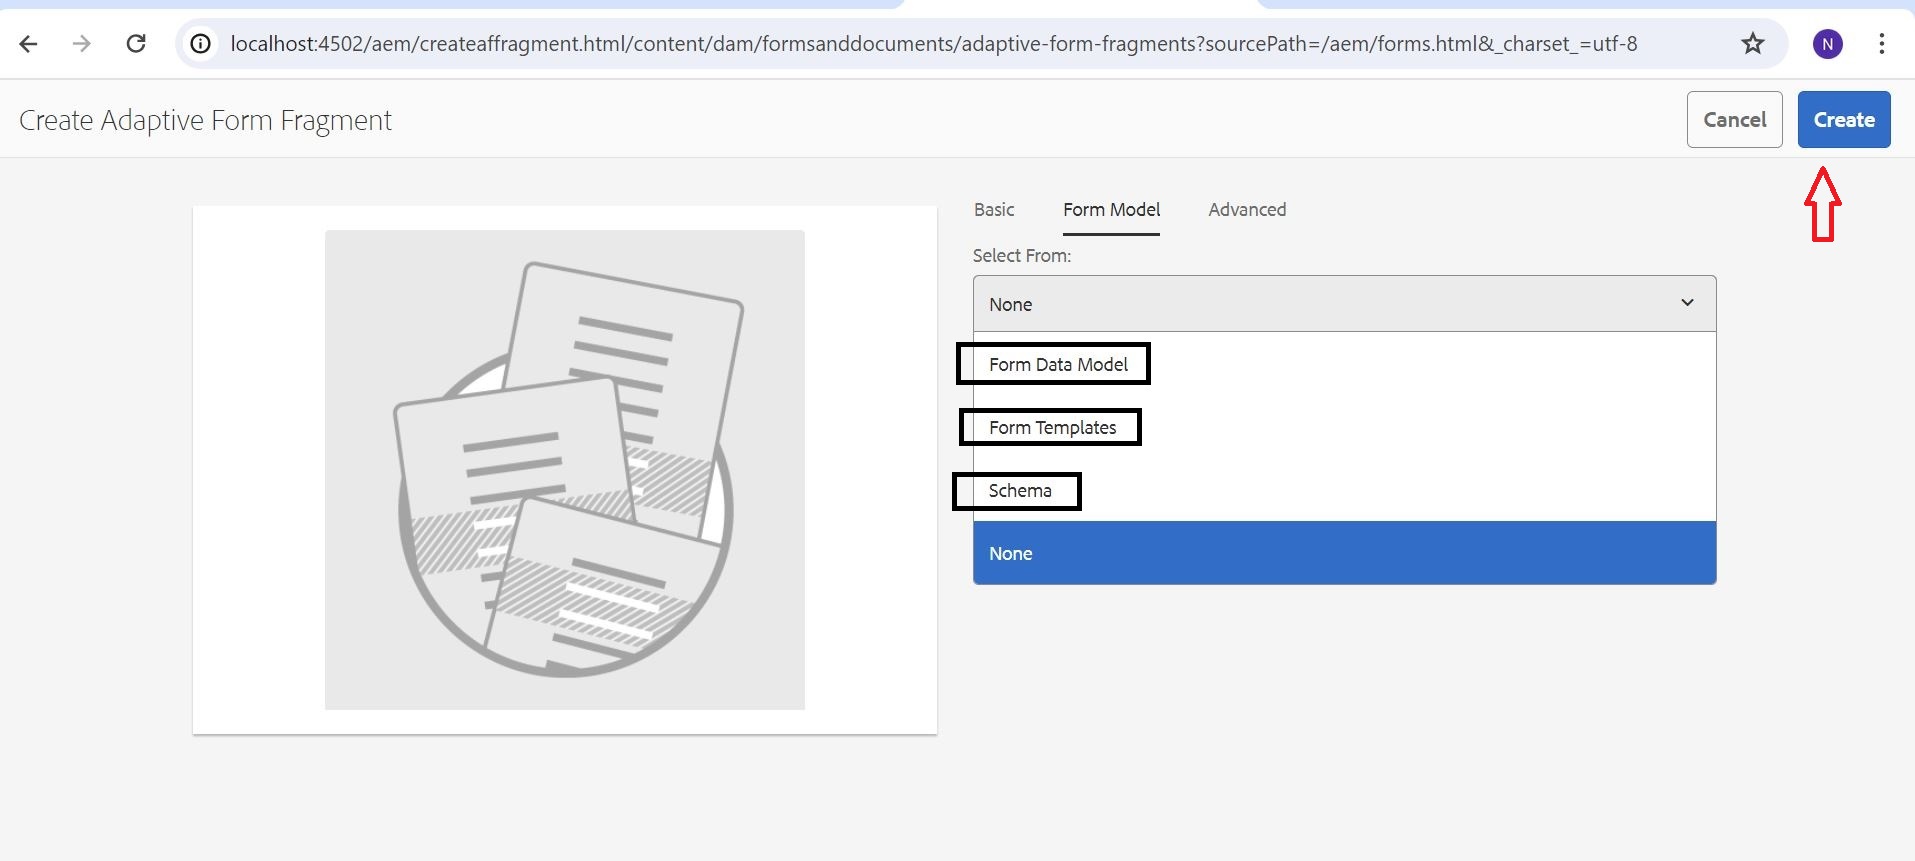 localhost:4502/aem/createaffragment.html/content/dam/formsanddocuments/adaptive-form-fragments?sourcePath=/aem/forms.html&_charset_=utf-8
N
Create Adaptive Form Fragment
Cancel
Create
Basic
Form Model
Advanced
Select From:
None
Form Data Model
Form Templates
Schema
None